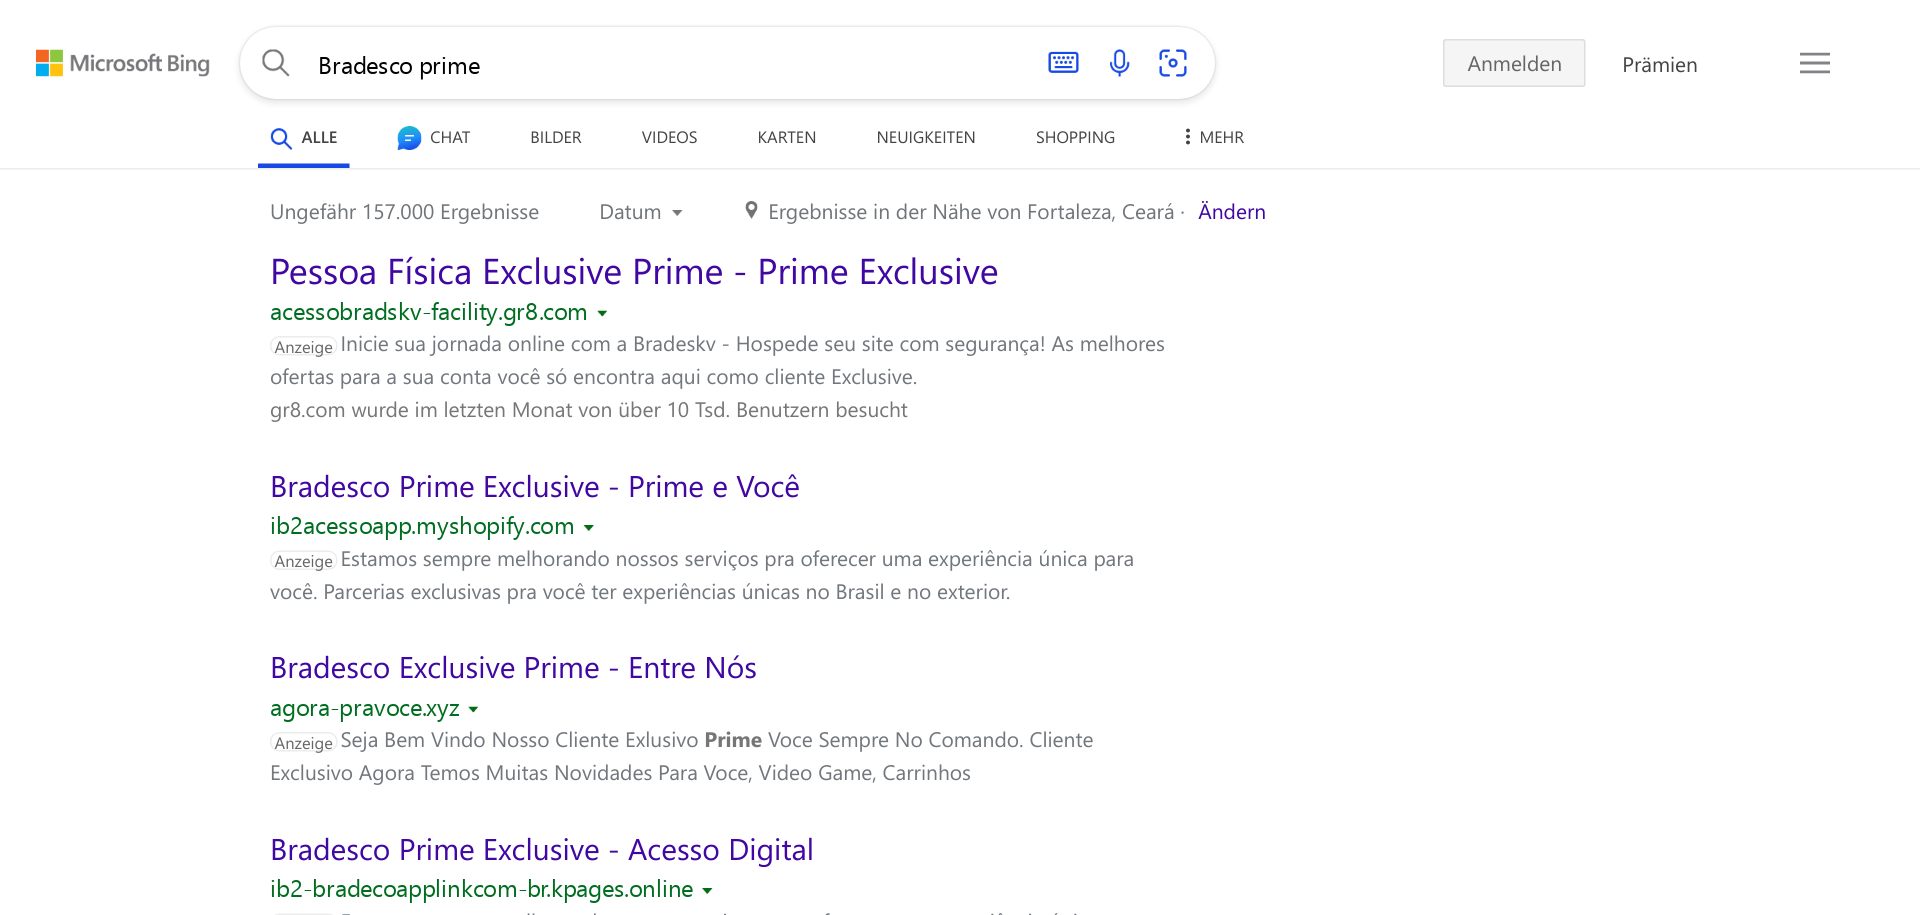 Microsoft Bing
Bradesco prime
Anmelden
Prämien
ALLE
CHAT
BILDER
VIDEOS
KARTEN
NEUIGKEITEN
SHOPPING
MEHR
Ungefähr 157.000 Ergebnisse
Datum
Ergebnisse in der Nähe von Fortaleza, Ceará · Ändern
Pessoa Física Exclusive Prime - Prime Exclusive
acessobradskv-facility.gr8.com
Anzeige Inicie sua jornada online com a Bradeskv - Hospede seu site com segurança! As melhores
ofertas para a sua conta você só encontra aqui como cliente Exclusive.
gr8.com wurde im letzten Monat von über 10 Tsd. Benutzern besucht
Bradesco Prime Exclusive - Prime e Você
ib2acessoapp.myshopify.com
Anzeige Estamos sempre melhorando nossos serviços pra oferecer uma experiência única para
você. Parcerias exclusivas pra você ter experiências únicas no Brasil e no exterior.
Bradesco Exclusive Prime - Entre Nós
agora-pravoce.xyz
Anzeige Seja Bem Vindo Nosso Cliente Exlusivo Prime Voce Sempre No Comando. Cliente
Exclusivo Agora Temos Muitas Novidades Para Voce, Video Game, Carrinhos
Bradesco Prime Exclusive - Acesso Digital
ib2-bradecoapplinkcom-br.kpages.online